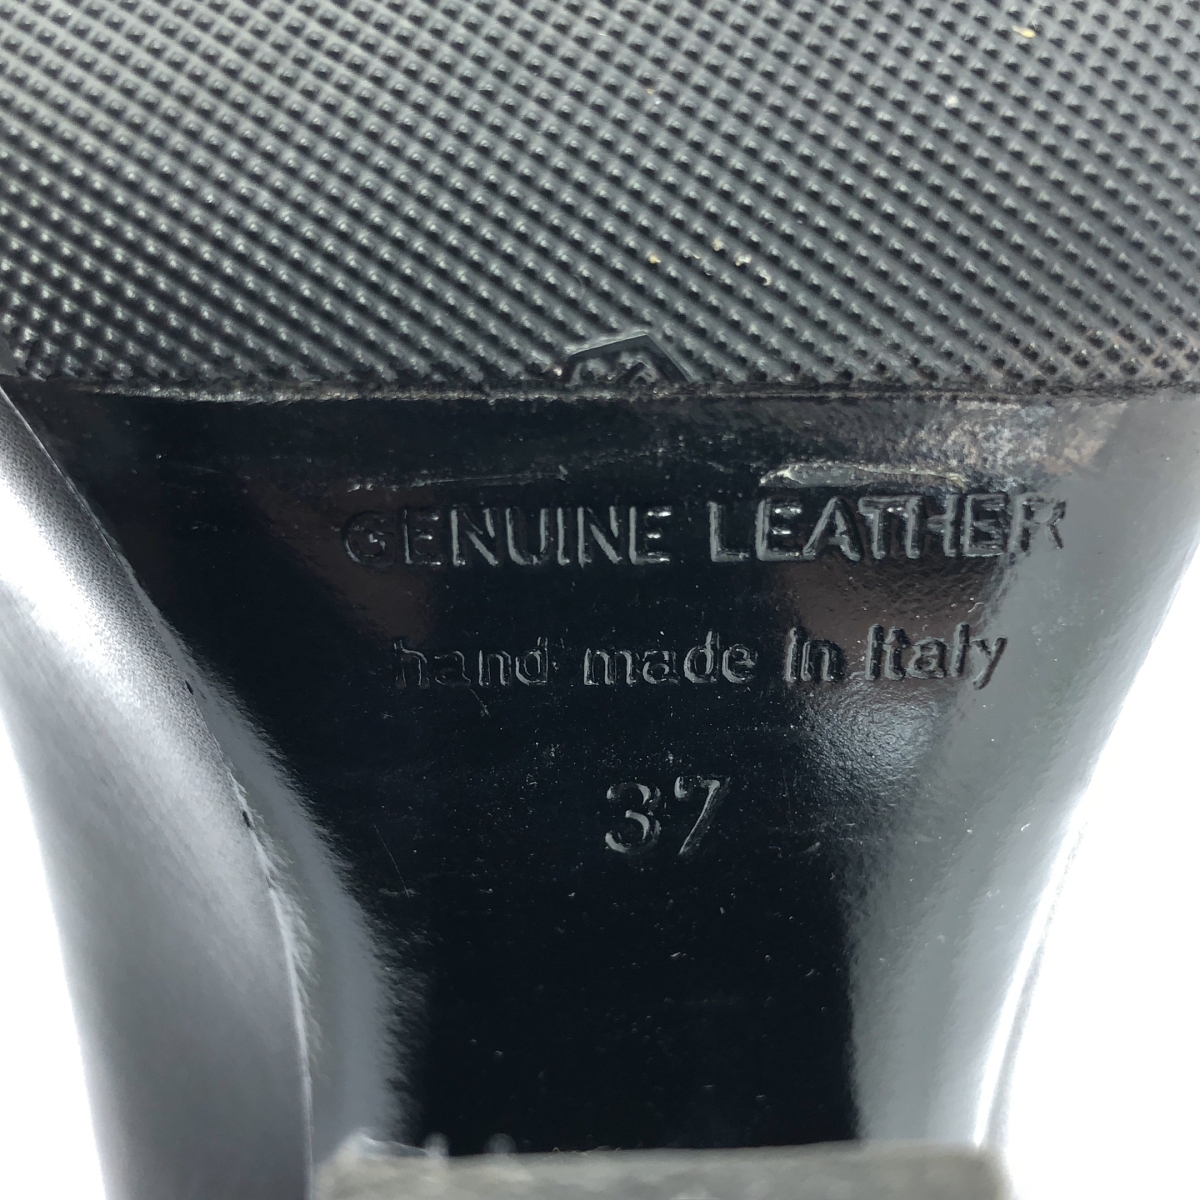 GENUINE LEATHER
hand made in Italy
37